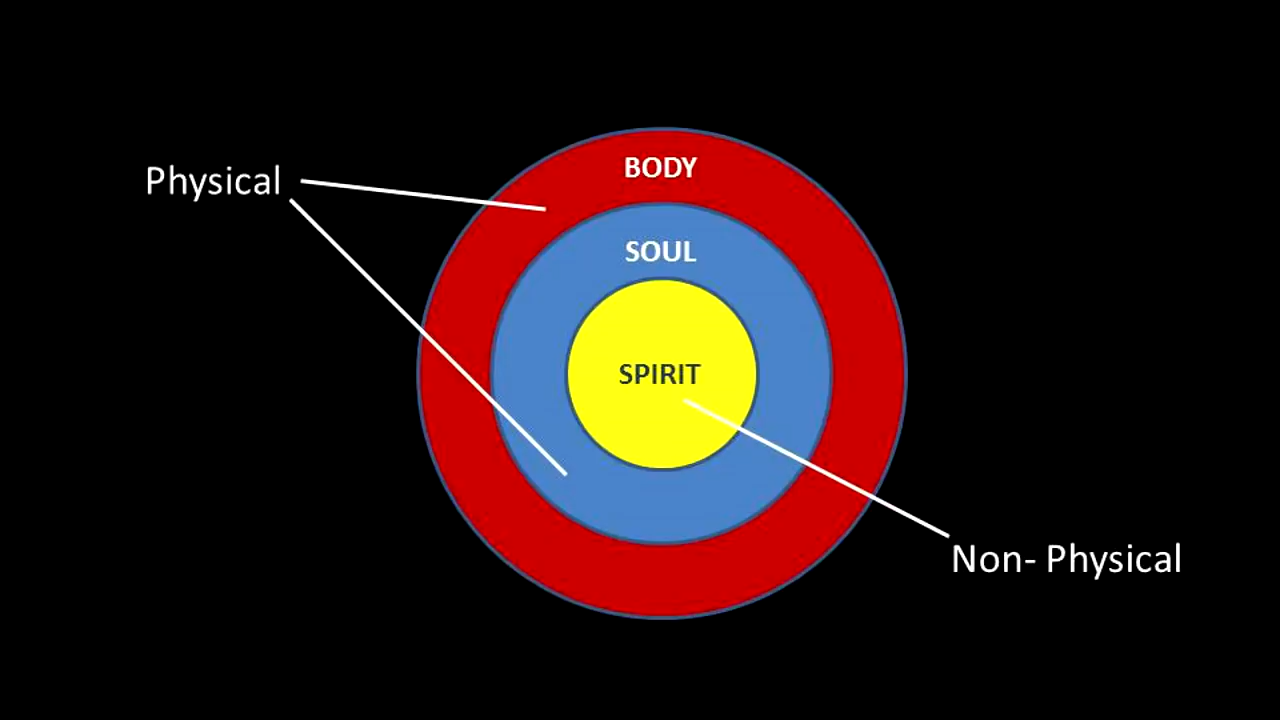 BODY
Physical
SOUL
SPIRIT
Non- Physical